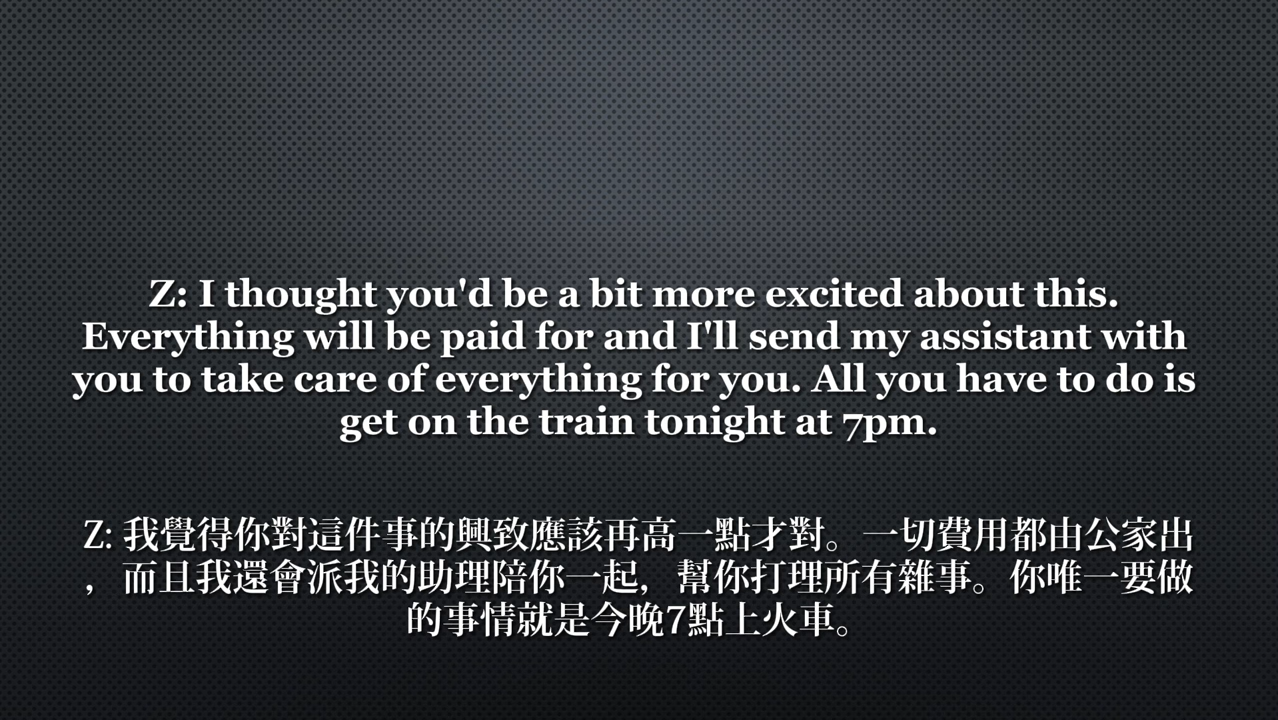 Z: I thought you'd be a bit more excited about this.
Everything will be paid for and I'll send my assistant with
you to take care of everything for you. All you have to do is
get on the train tonight at 7pm.
Z: 我覺得你對這件事的興致應該再高一點才對。一切費用都由公家出
，而且我還會派我的助理陪你一起，幫你打理所有雜事。你唯一要做
的事情就是今晚7點上火車。